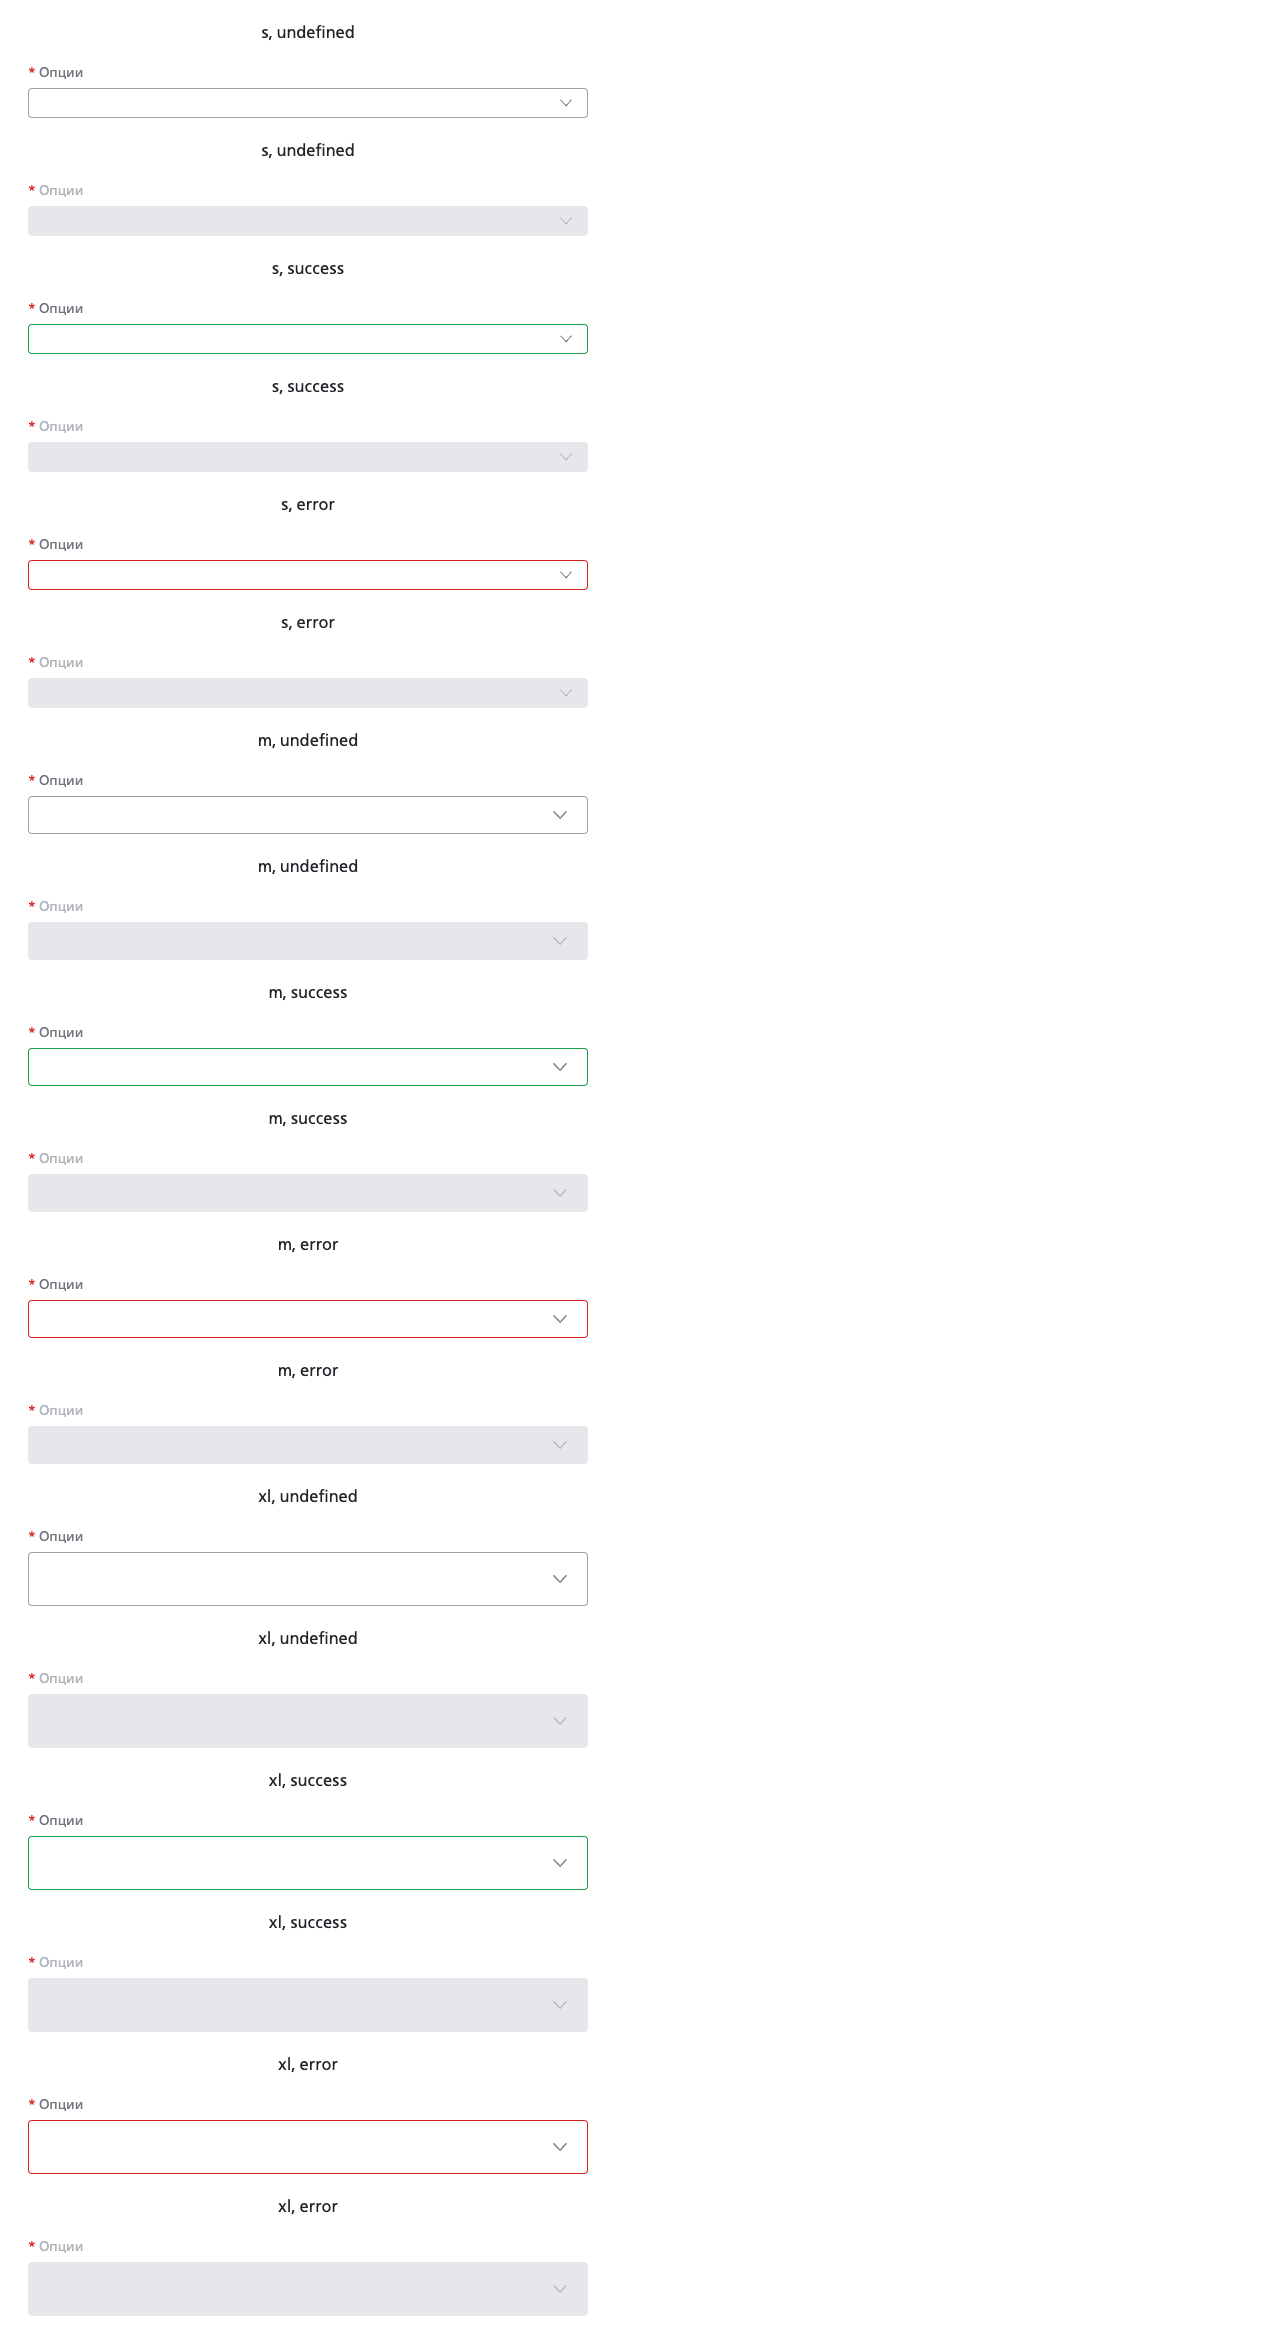 s, undefined
* Опции
s, undefined
* Опции
s, success
* Опции
s, success
* Опции
s, error
* Опции
s, error
* Опции
m, undefined
* Опции
m, undefined
* Опции
m, success
* Опции
m, success
* Опции
m, error
* Опции
m, error
* Опции
xl, undefined
* Опции
xl, undefined
* Опции
xl, success
* Опции
xl, success
* Опции
xl, error
* Опции
xl, error
* Опции